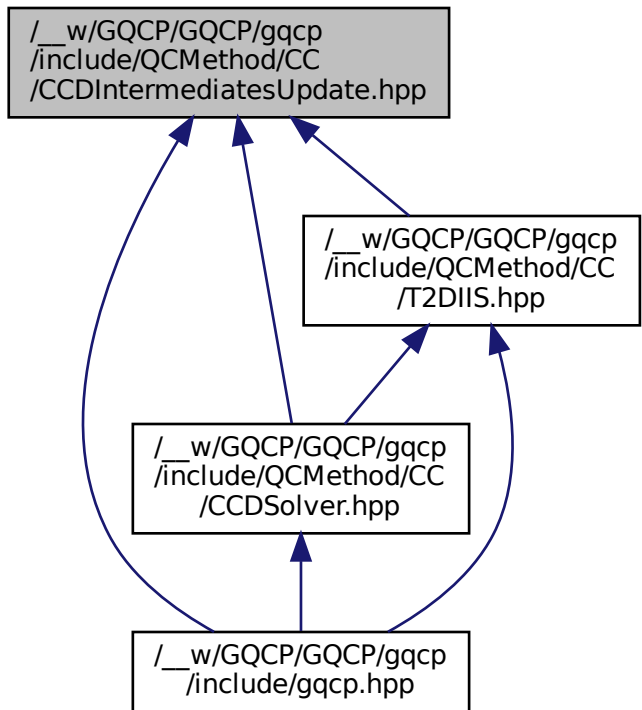 /__w/GQCP/GQCP/gqcp
/include/QCMethod/CC
/CCDIntermediatesUpdate.hpp
/__w/GQCP/GQCP/gqcp
/include/QCMethod/CC
/T2DIIS.hpp
/__w/GQCP/GQCP/gqcp
/include/QCMethod/CC
/CCDSolver.hpp
/__w/GQCP/GQCP/gqcp
/include/gqcp.hpp